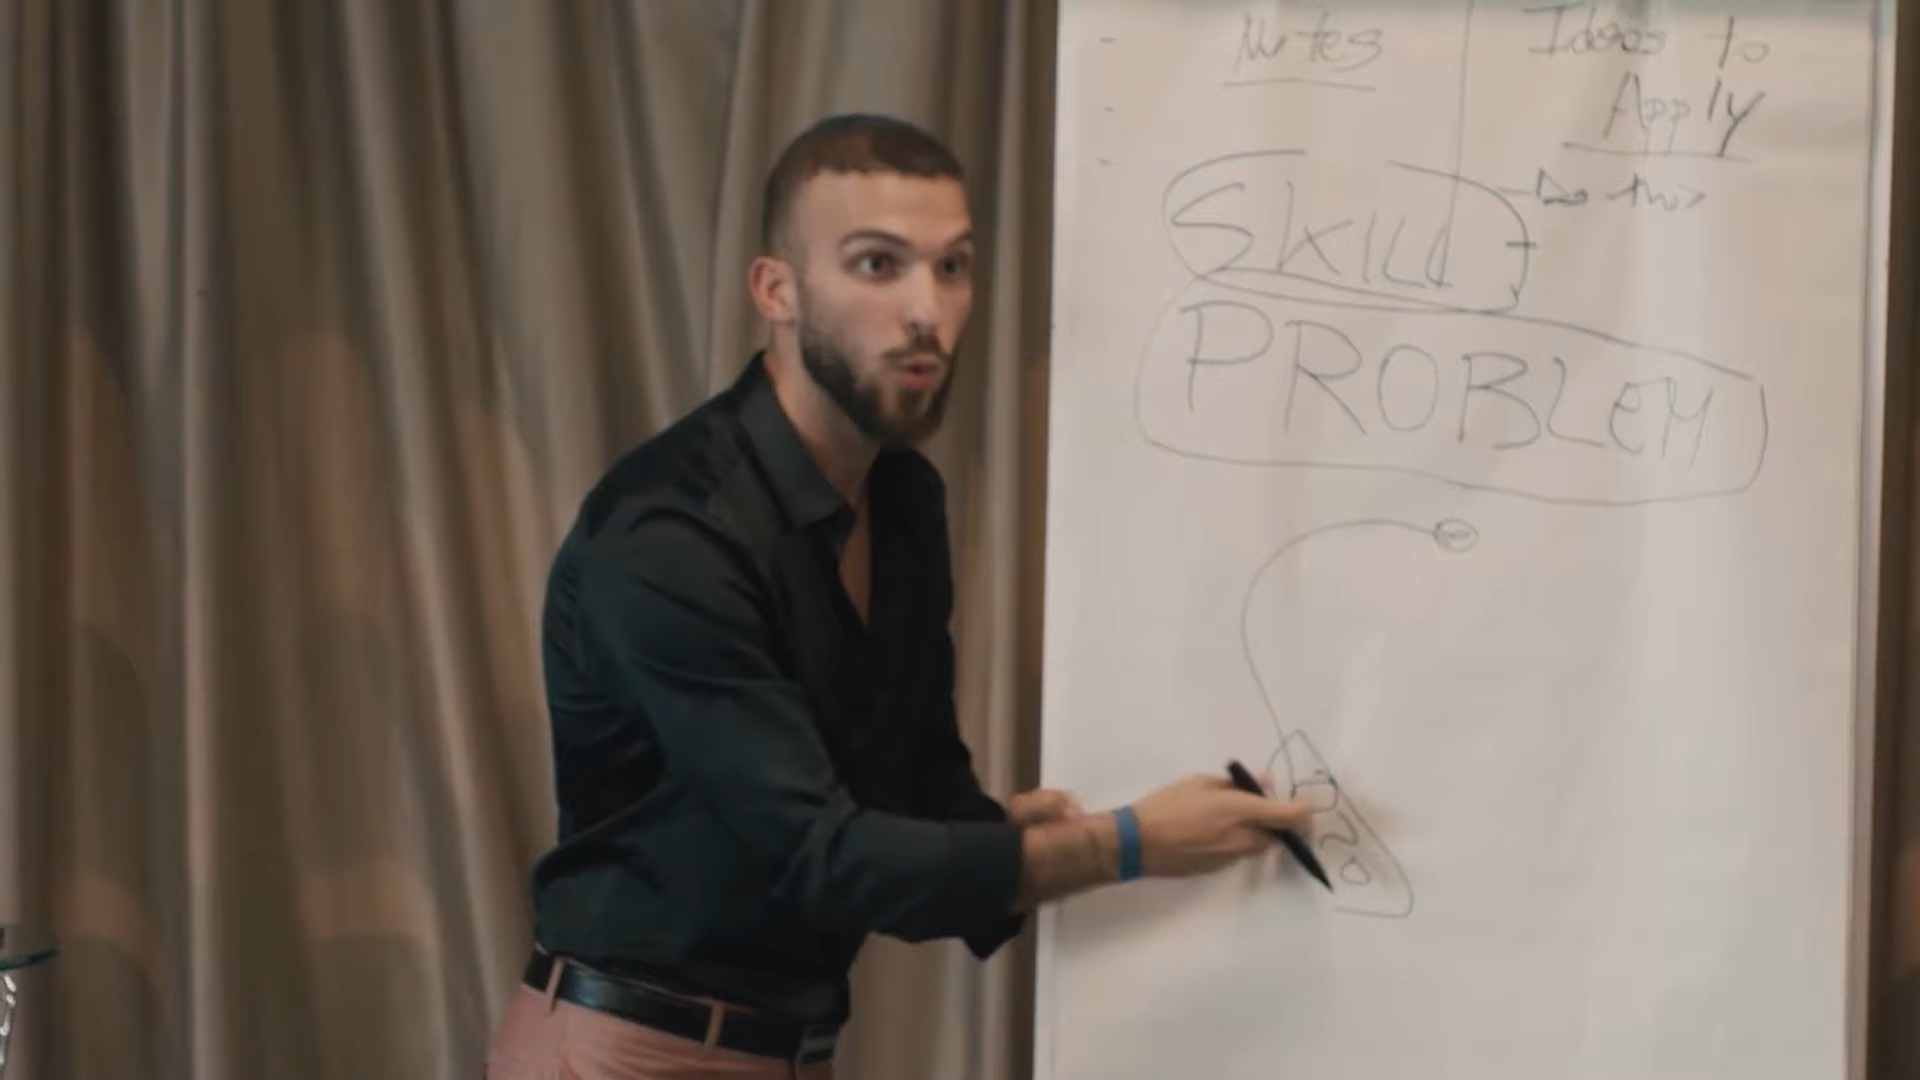 Notes
Ideas to
Apply
- Do this
SKILL
PROBLEM